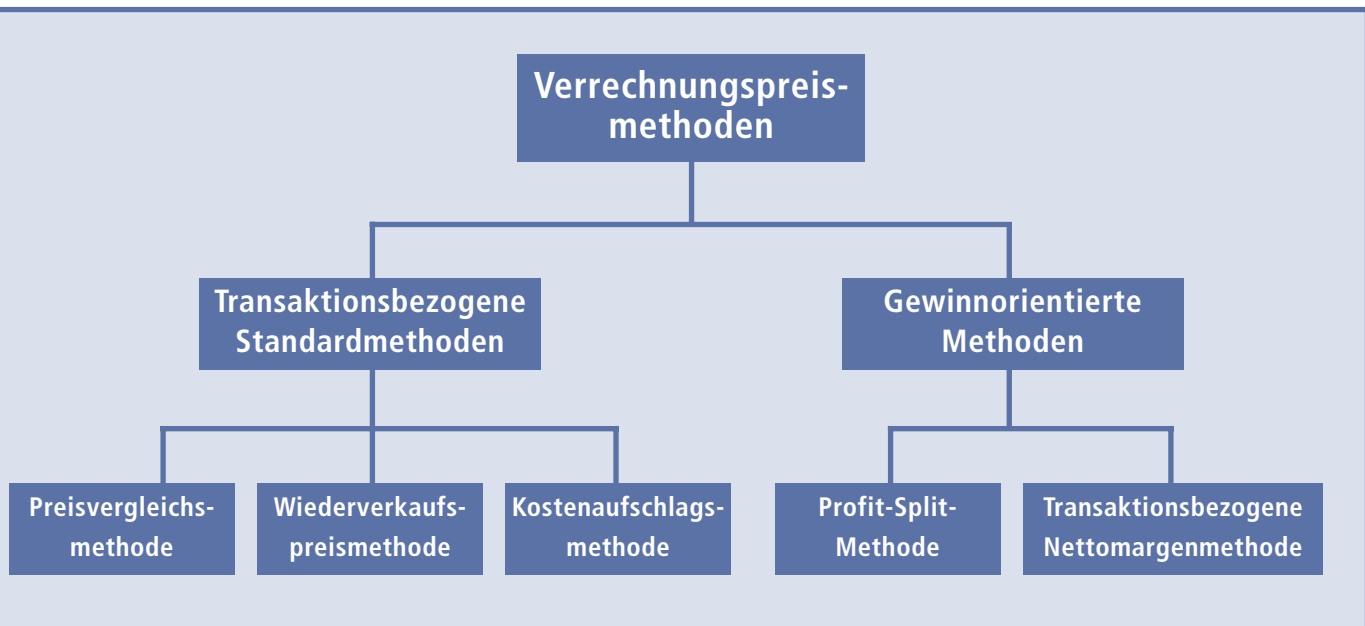 Verrechnungspreis-
methoden
Transaktionsbezogene
Standardmethoden
Gewinnorientierte
Methoden
Preisvergleichs-
methode
Wiederverkaufs-
preismethode
Kostenaufschlags-
methode
Profit-Split-
Methode
Transaktionsbezogene
Nettomargenmethode